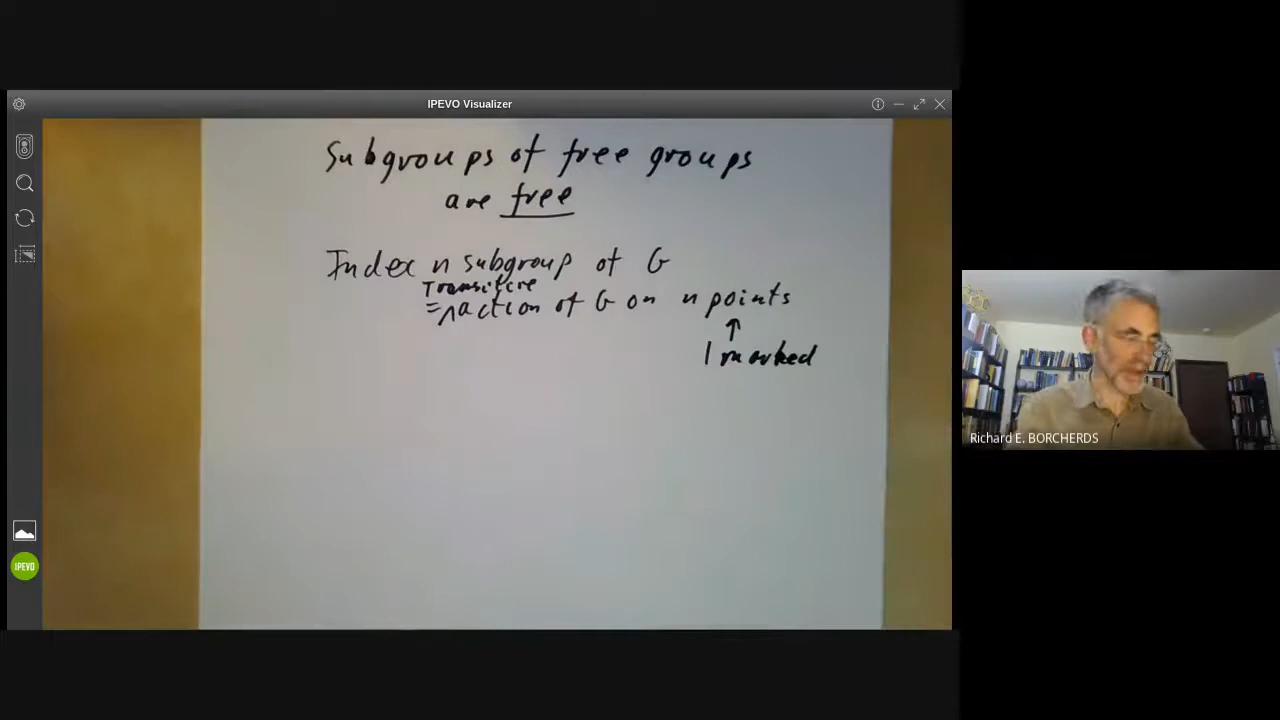 IPEVO Visualizer
Subgroups of free groups
are free
Index n subgroup of G
Transitive
= action of G on n points
↑
1 marked
Richard E. BORCHERDS
IPEVO